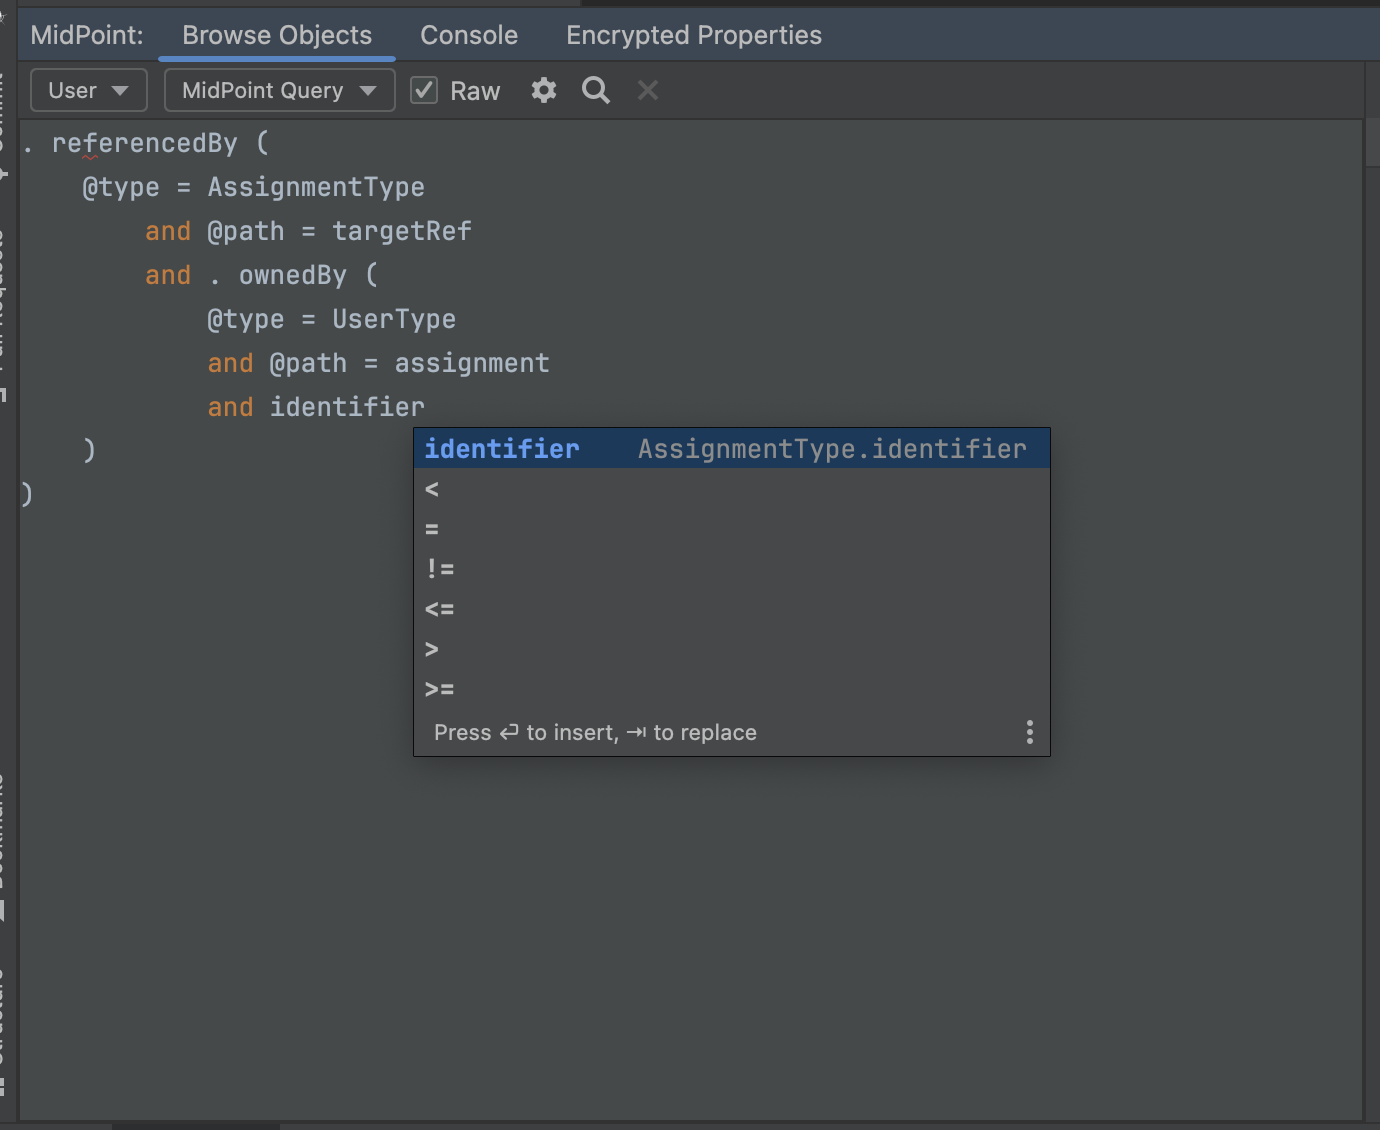 MidPoint: Browse Objects Console Encrypted Properties
User MidPoint Query Raw
. referencedBy (
@type = AssignmentType
and @path = targetRef
and . ownedBy (
@type = UserType
and @path = assignment
and identifier
)
)
identifier AssignmentType.identifier
<
=
!=
<=
>
>=
Press ⏎ to insert, ⇥ to replace